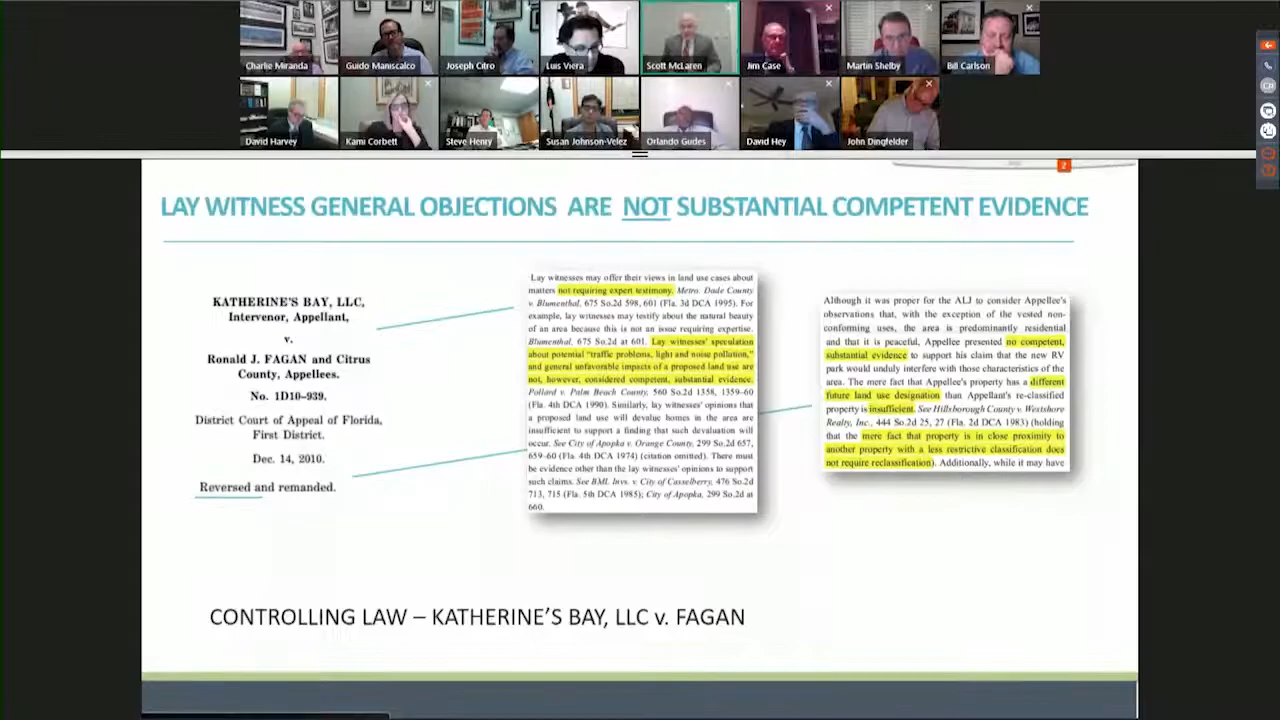 Charlie Miranda
Guido Maniscalco
Joseph Citro
Luis Viera
Scott McLaren
Jim Case
Martin Shelby
Bill Carlson
David Harvey
Kami Corbett
Steve Henry
Susan Johnson-Velez
Orlando Gudes
David Hey
John Dingfelder
2
LAY WITNESS GENERAL OBJECTIONS ARE NOT SUBSTANTIAL COMPETENT EVIDENCE
KATHERINE'S BAY, LLC,
Intervenor, Appellant,
v.
Ronald J. FAGAN and Citrus
County, Appellees.
No. 1D10–939.
District Court of Appeal of Florida,
First District.
Dec. 14, 2010.
Reversed and remanded.
Lay witnesses may offer their views in land use cases about
matters not requiring expert testimony. Metro. Dade County
v. Blumenthal, 675 So.2d 598, 601 (Fla. 3d DCA 1995). For
example, lay witnesses may testify about the natural beauty
of an area because this is not an issue requiring expertise.
Blumenthal, 675 So.2d at 601. Lay witnesses' speculation
about potential "traffic problems, light and noise pollution,"
and general unfavorable impacts of a proposed land use are
not, however, considered competent, substantial evidence.
Pollard v. Palm Beach County, 560 So.2d 1358, 1359-60
(Fla. 4th DCA 1990). Similarly, lay witnesses' opinions that
a proposed land use will devalue homes in the area are
insufficient to support a finding that such devaluation will
occur. See City of Apopka v. Orange County, 299 So.2d 657,
659-60 (Fla. 4th DCA 1974) (citation omitted). There must
be evidence other than the lay witnesses' opinions to support
such claims. See BML Invs. v. City of Casselberry, 476 So.2d
713, 715 (Fla. 5th DCA 1985); City of Apopka, 299 So.2d at
660.
Although it was proper for the ALJ to consider Appellee's
observations that, with the exception of the vested non-
conforming uses, the area is predominantly residential
and that it is peaceful, Appellee presented no competent,
substantial evidence to support his claim that the new RV
park would unduly interfere with those characteristics of the
area. The mere fact that Appellee's property has a different
future land use designation than Appellant's re-classified
property is insufficient. See Hillsborough County v. Westshore
Realty, Inc., 444 So.2d 25, 27 (Fla. 2d DCA 1983) (holding
that the mere fact that property is in close proximity to
another property with a less restrictive classification does
not require reclassification). Additionally, while it may have
CONTROLLING LAW – KATHERINE'S BAY, LLC v. FAGAN